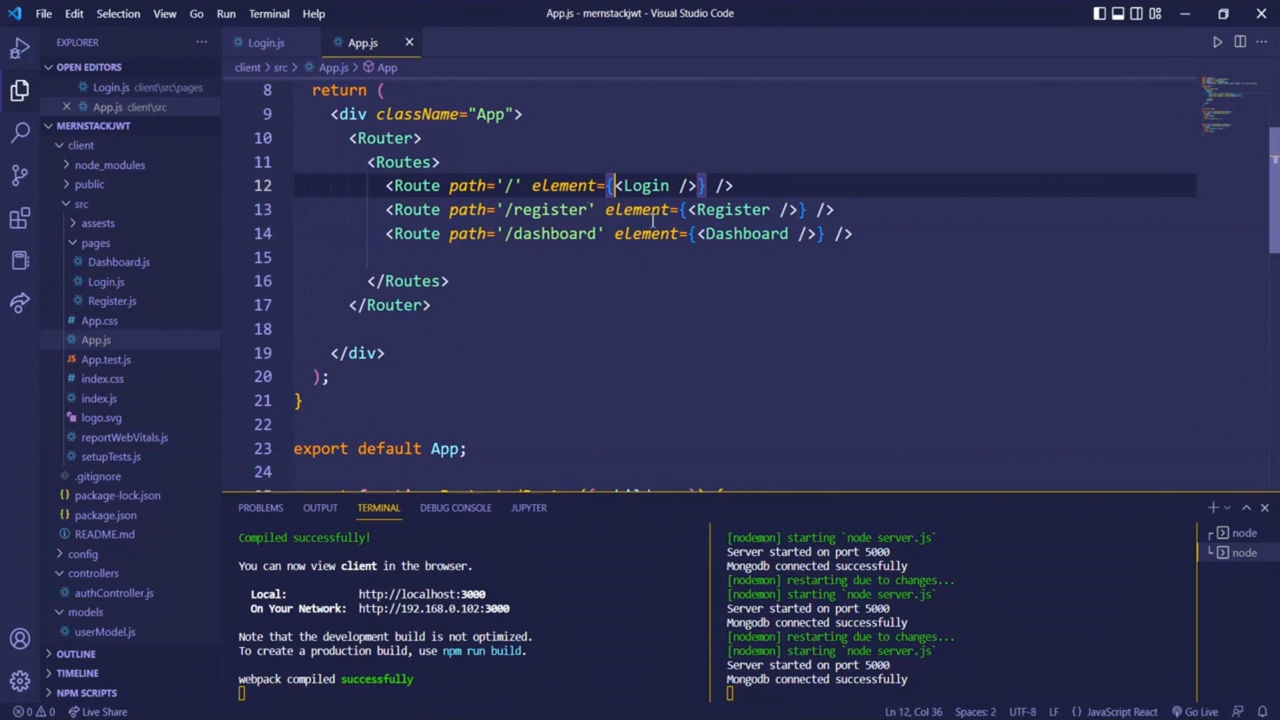 File Edit Selection View Go Run Terminal Help
App.js - mernstackjwt - Visual Studio Code
EXPLORER
OPEN EDITORS
Login.js client\src\pages
App.js client\src
MERNSTACKJWT
client
node_modules
public
src
assests
pages
Dashboard.js
Login.js
Register.js
App.css
App.js
App.test.js
index.css
index.js
logo.svg
reportWebVitals.js
setupTests.js
.gitignore
package-lock.json
package.json
README.md
config
controllers
authController.js
models
userModel.js
OUTLINE
TIMELINE
NPM SCRIPTS
Login.js App.js
client > src > App.js > App
8 return (
9 <div className="App">
10 <Router>
11 <Routes>
12 <Route path='/' element={<Login />} />
13 <Route path='/register' element={<Register />} />
14 <Route path='/dashboard' element={<Dashboard />} />
15
16 </Routes>
17 </Router>
18
19 </div>
20 );
21 }
22
23 export default App;
24
PROBLEMS OUTPUT TERMINAL DEBUG CONSOLE JUPYTER
Compiled successfully!
You can now view client in the browser.
Local: http://localhost:3000
On Your Network: http://192.168.0.102:3000
Note that the development build is not optimized.
To create a production build, use npm run build.
webpack compiled successfully
[nodemon] starting `node server.js`
Server started on port 5000
Mongodb connected successfully
[nodemon] restarting due to changes...
[nodemon] starting `node server.js`
Server started on port 5000
Mongodb connected successfully
[nodemon] restarting due to changes...
[nodemon] starting `node server.js`
Server started on port 5000
Mongodb connected successfully
node
node
0 0 Live Share
Ln 12, Col 36 Spaces: 2 UTF-8 LF {} JavaScript React Go Live